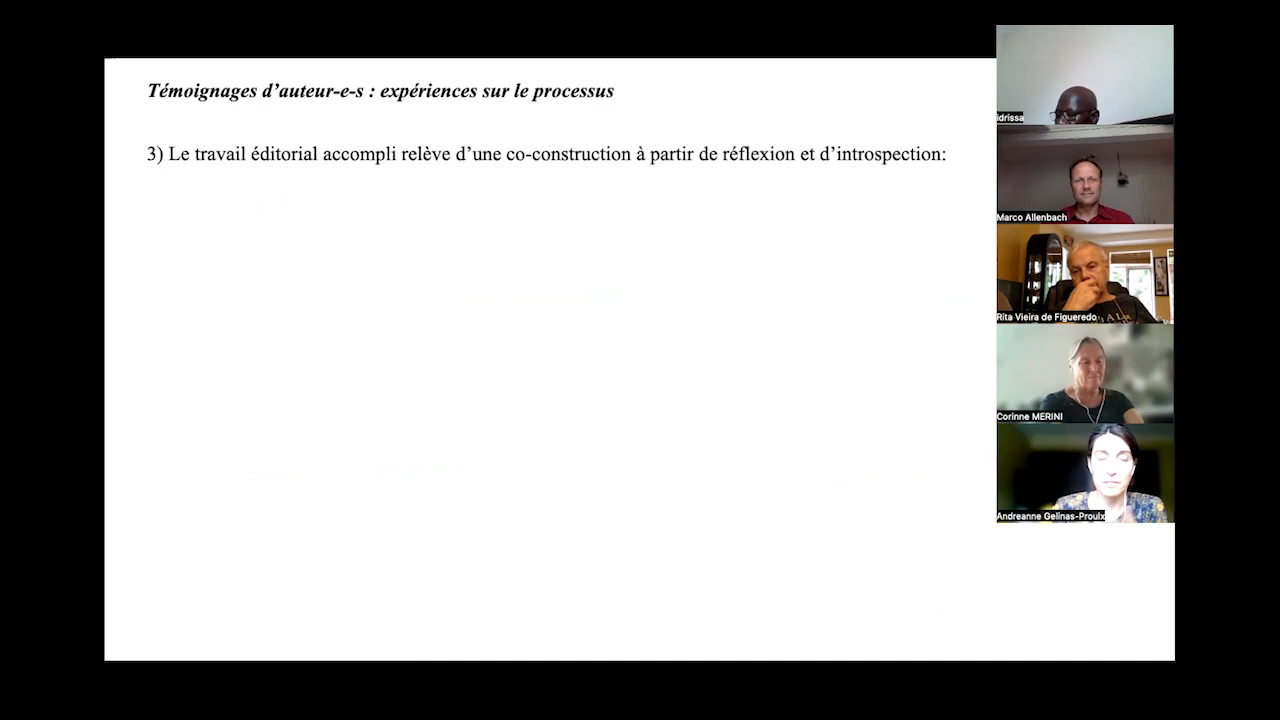 Témoignages d’auteur-e-s : expériences sur le processus
3) Le travail éditorial accompli relève d’une co-construction à partir de réflexion et d’introspection:
idrissa
Marco Allenbach
Rita Vieira de Figueredo
Corinne MERINI
Andreanne Gelinas-Proulx